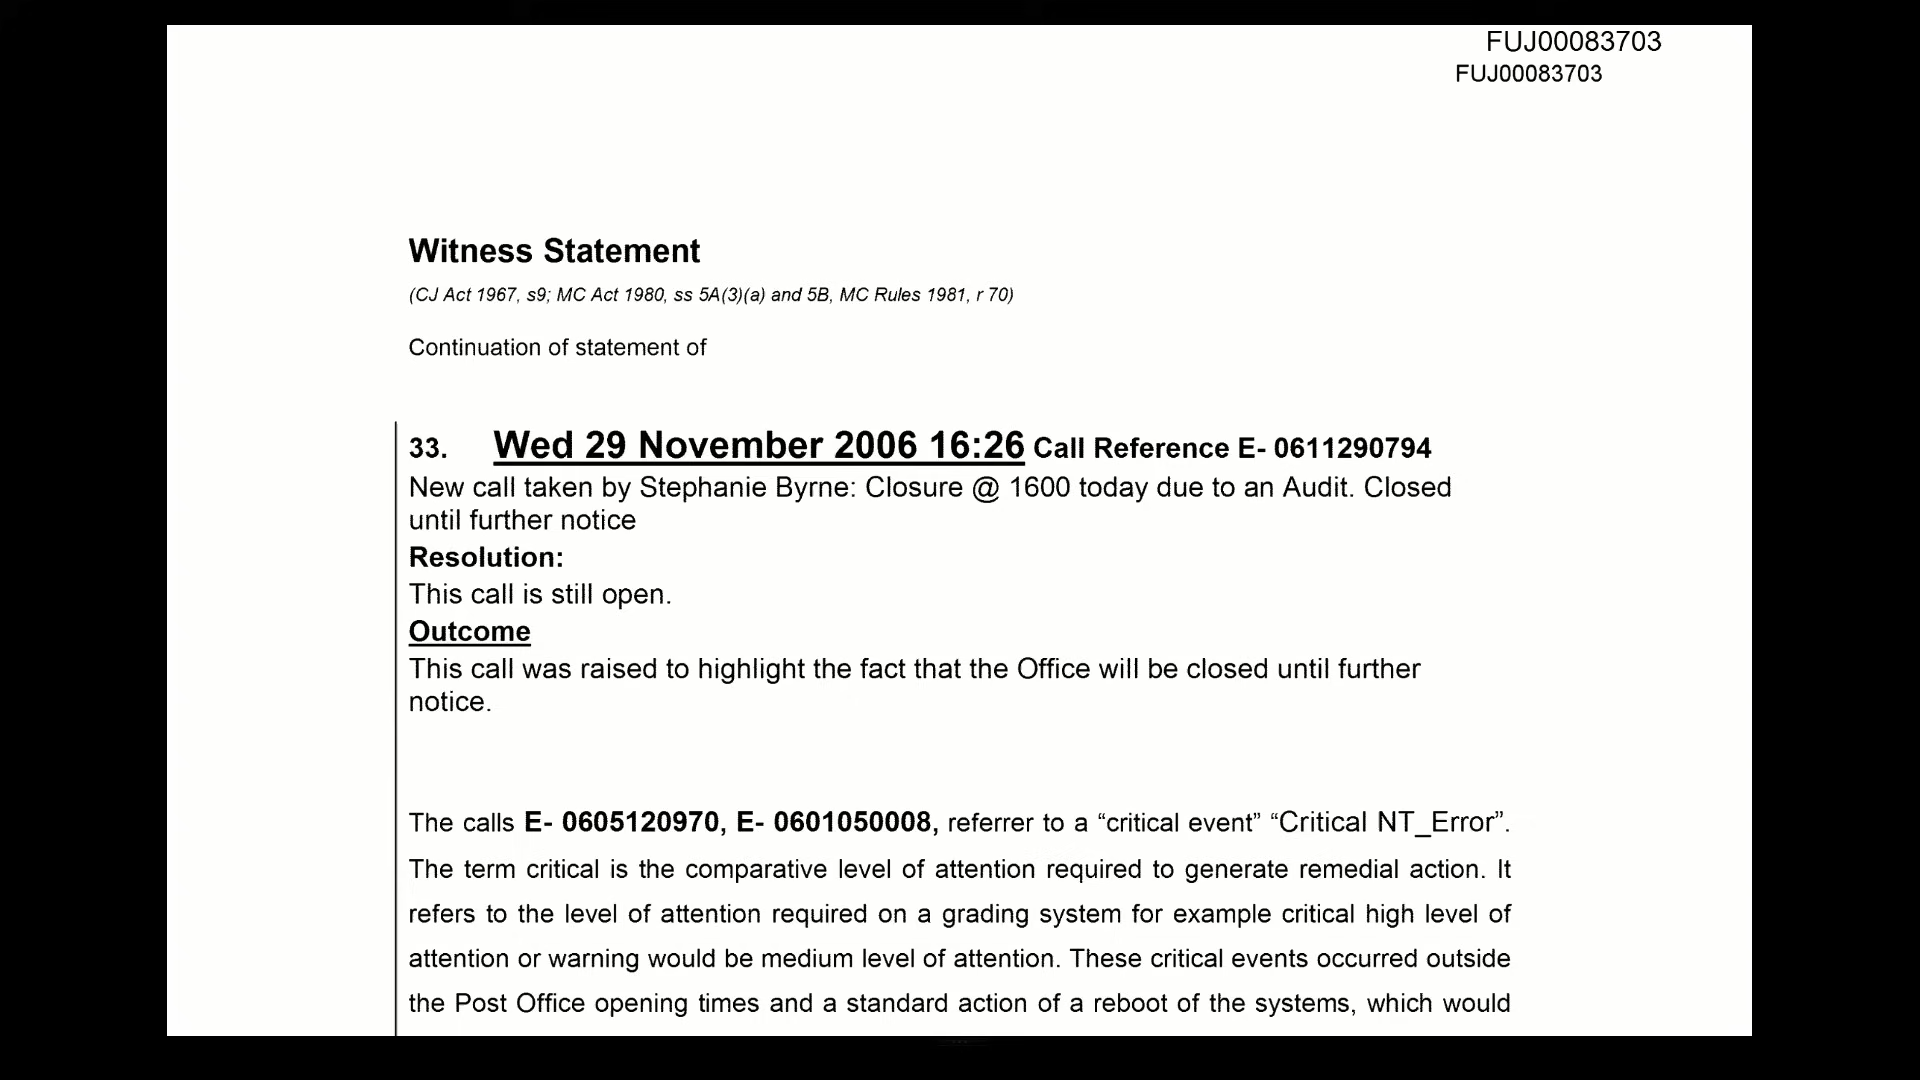 FUJ00083703
FUJ00083703
Witness Statement
(CJ Act 1967, s9; MC Act 1980, ss 5A(3)(a) and 5B, MC Rules 1981, r 70)
Continuation of statement of
33. Wed 29 November 2006 16:26 Call Reference E- 0611290794
New call taken by Stephanie Byrne: Closure @ 1600 today due to an Audit. Closed
until further notice
Resolution:
This call is still open.
Outcome
This call was raised to highlight the fact that the Office will be closed until further
notice.
The calls E- 0605120970, E- 0601050008, referrer to a “critical event” “Critical NT_Error”.
The term critical is the comparative level of attention required to generate remedial action. It
refers to the level of attention required on a grading system for example critical high level of
attention or warning would be medium level of attention. These critical events occurred outside
the Post Office opening times and a standard action of a reboot of the systems, which would